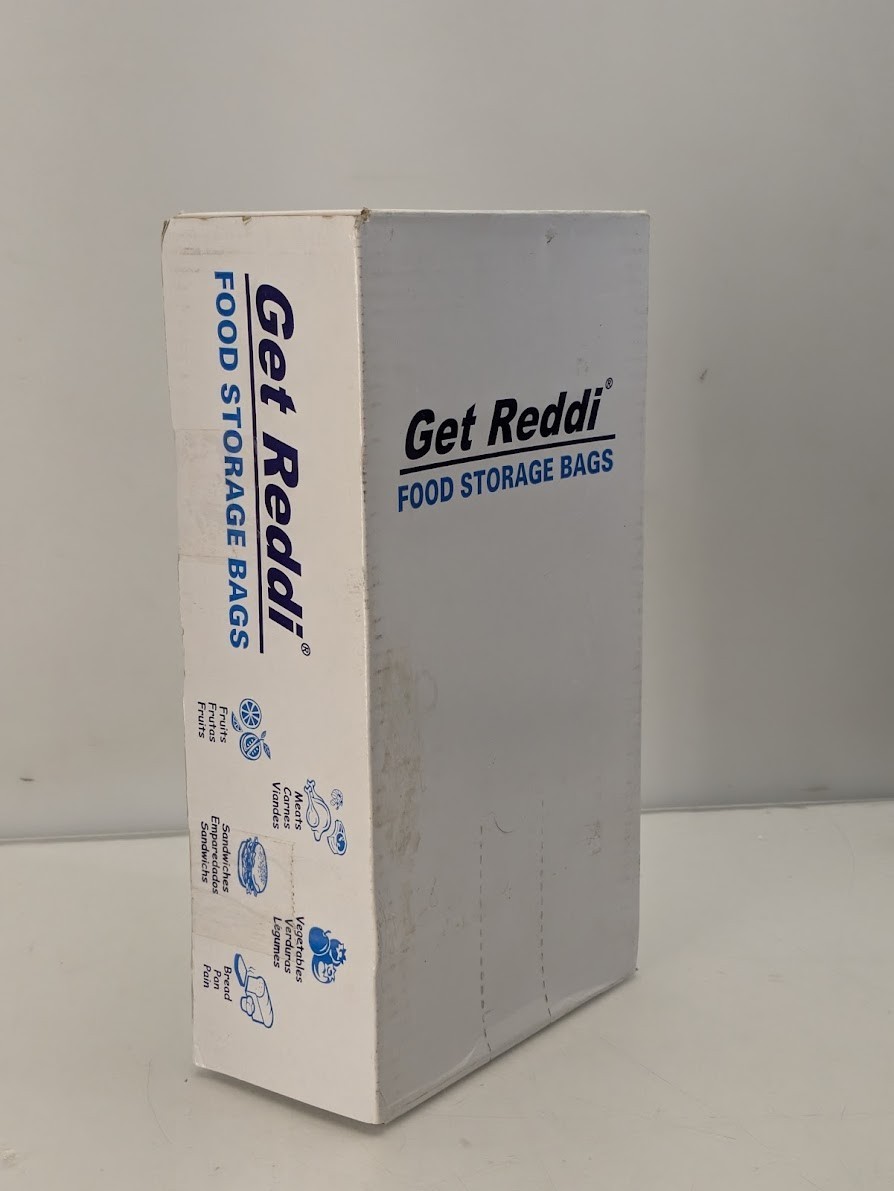 Get Reddi®
FOOD STORAGE BAGS
Fruits
Frutas
Fruits
Meats
Carnes
Viandes
Sandwiches
Emparedados
Sandwichs
Vegetables
Verduras
Légumes
Bread
Pan
Pain
Get Reddi®
FOOD STORAGE BAGS